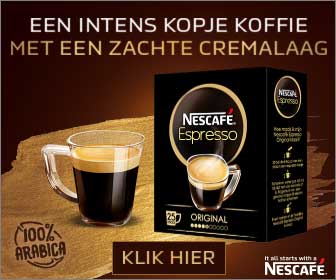 EEN INTENS KOPJE KOFFIE
MET EEN ZACHTE CREMALAAG
NESCAFÉ
Espresso
ORIGINAL
100%
ARABICA
KLIK HIER
It all starts with a
NESCAFÉ